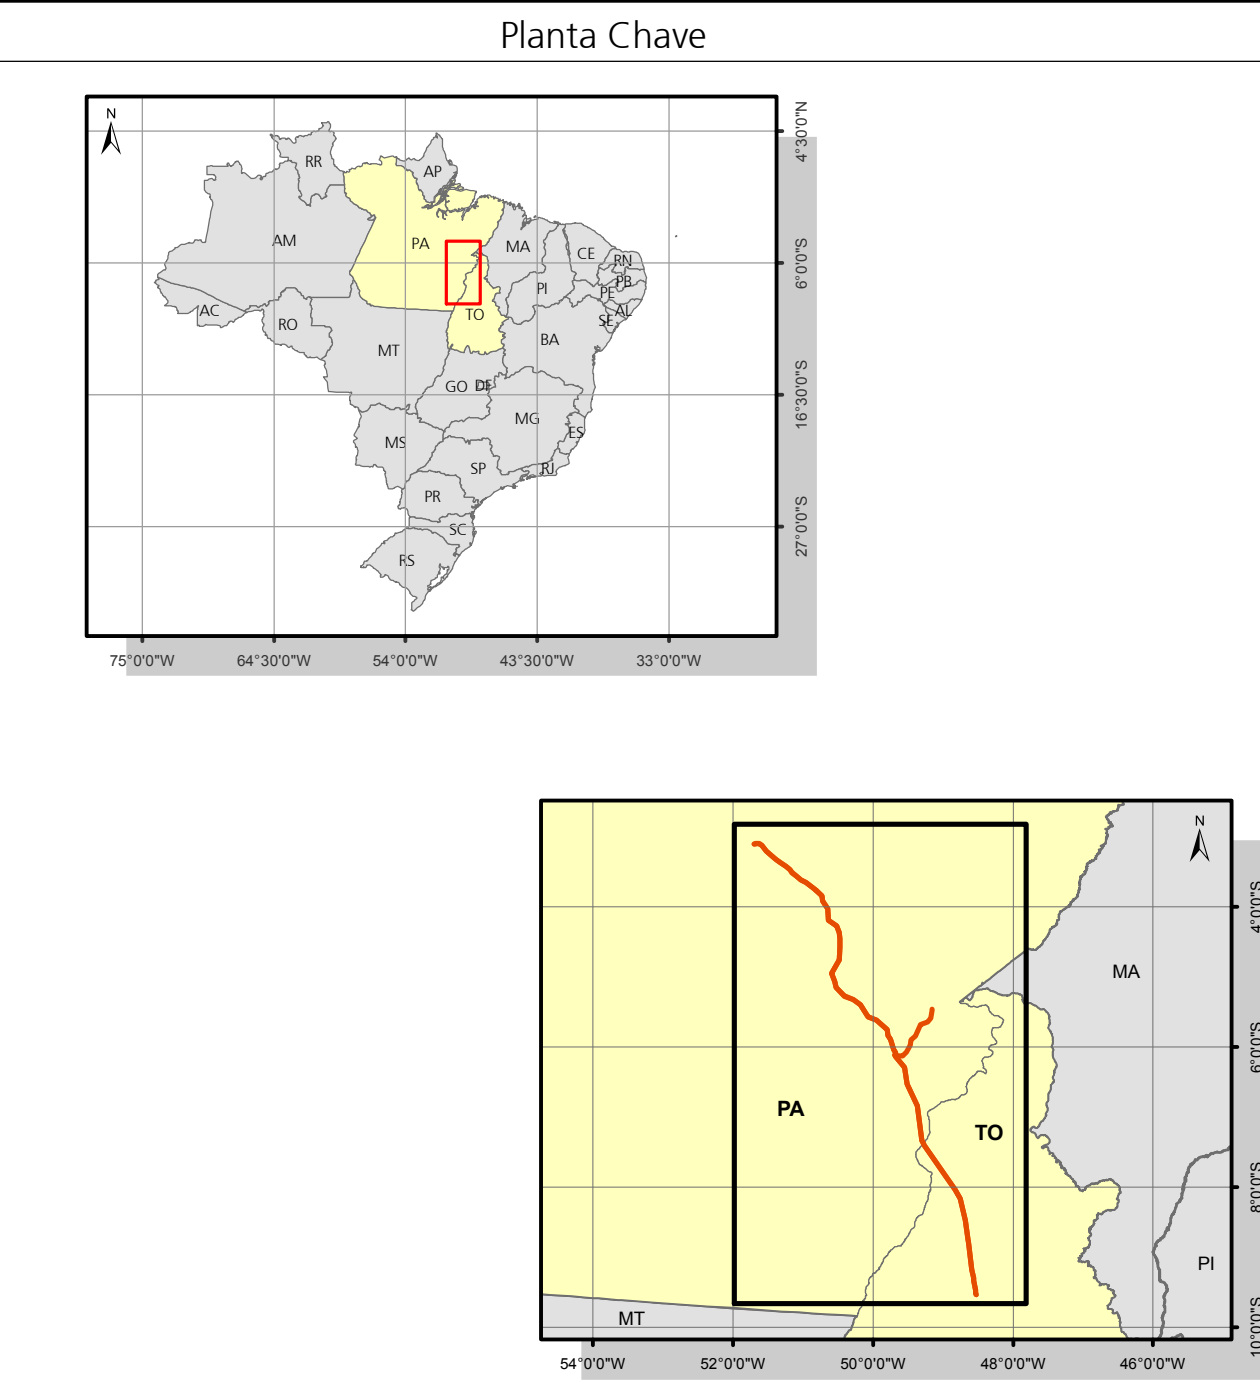 Planta Chave
N
RR
AP
AM
PA
MA
CE
RN
PB
PE
PI
AL
SE
AC
RO
TO
BA
MT
GO
DF
MG
ES
MS
SP
RJ
PR
SC
RS
4°30'0"N
6°0'0"S
16°30'0"S
27°0'0"S
75°0'0"W 64°30'0"W 54°0'0"W 43°30'0"W 33°0'0"W
N
MA
PA
TO
PI
MT
4°0'0"S
6°0'0"S
8°0'0"S
10°0'0"S
54°0'0"W 52°0'0"W 50°0'0"W 48°0'0"W 46°0'0"W